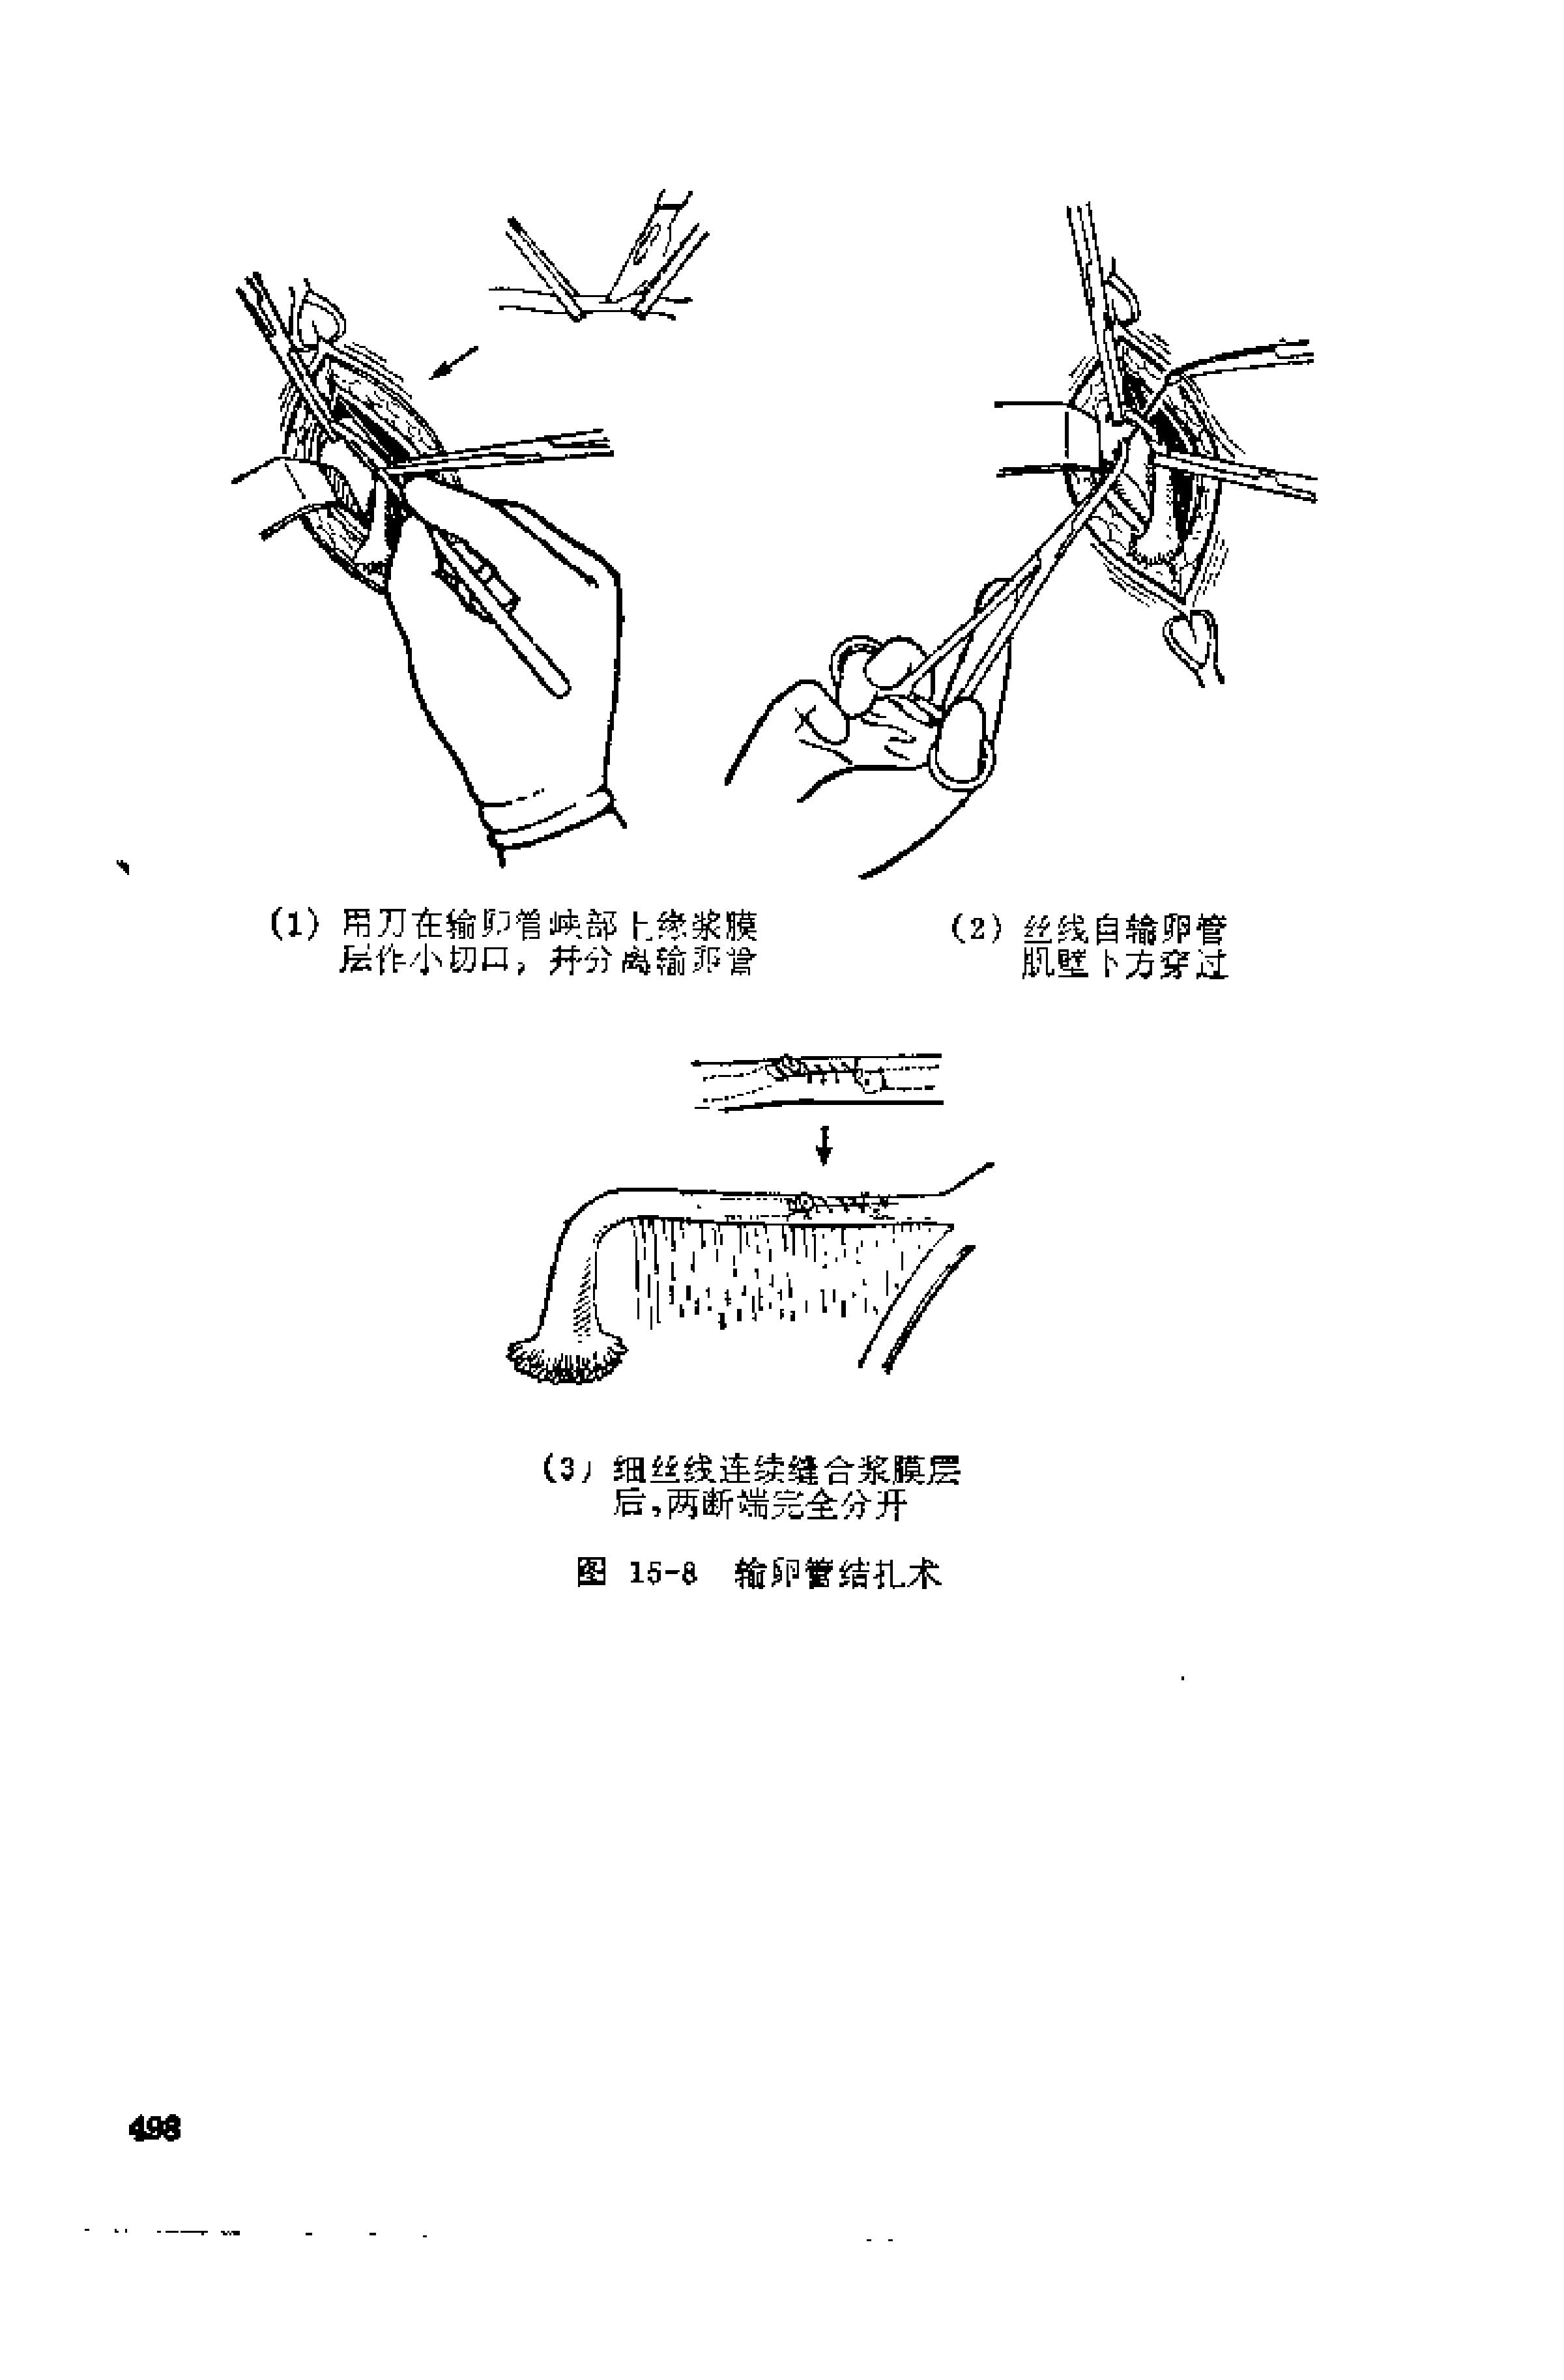 (1) 用刀在输卵管峡部上缘浆膜
层作小切口，并分离输卵管
(2) 丝线自输卵管
肌壁下方穿过
(3) 细丝线连续缝合浆膜层
后，两断端完全分开
图 15-8 输卵管结扎术
498